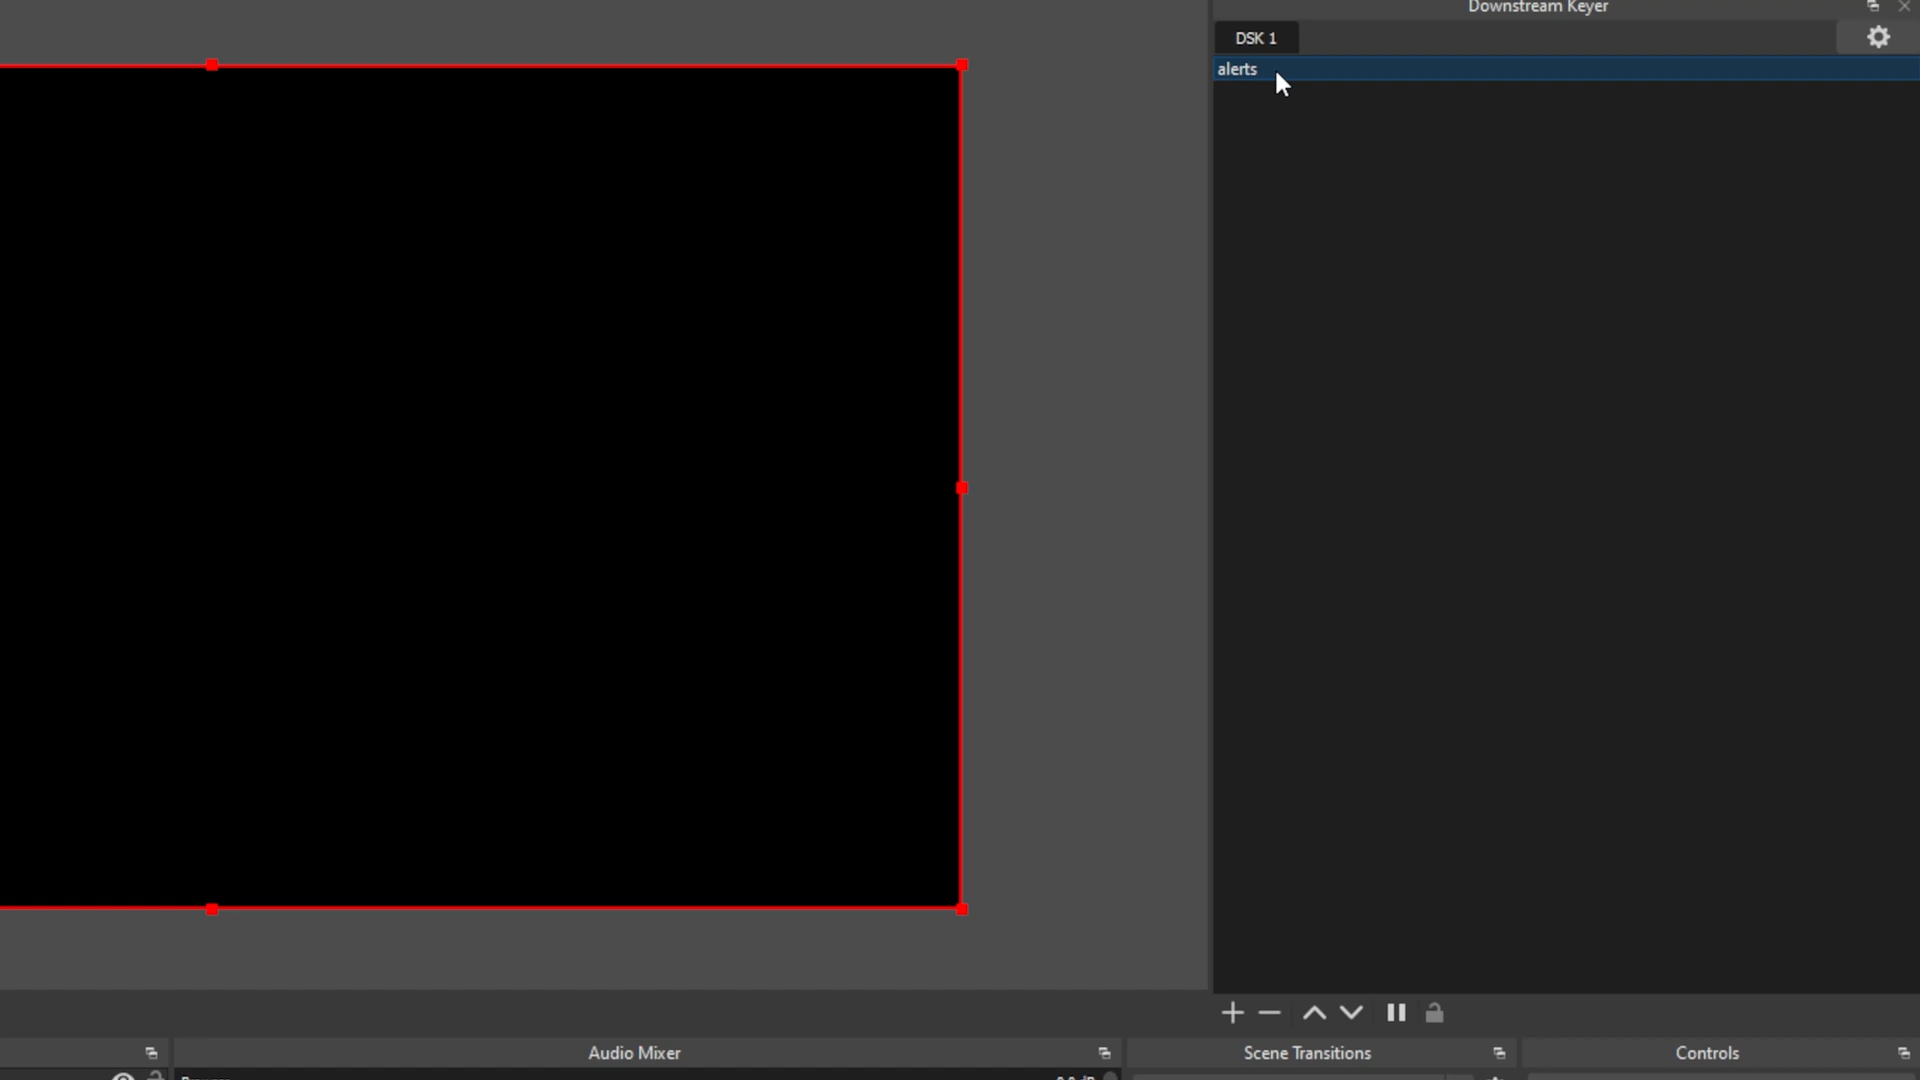 Downstream Keyer
DSK 1
alerts
Audio Mixer
Scene Transitions
Controls